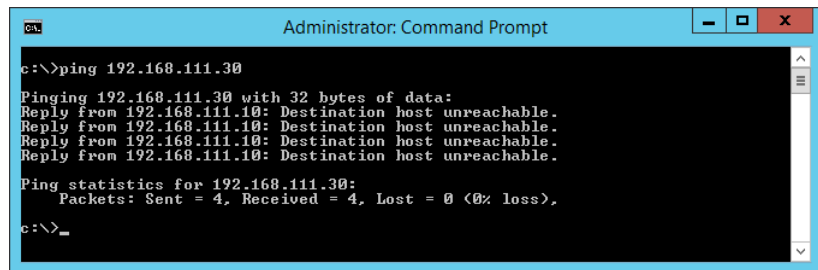 C:\.
Administrator: Command Prompt
c:\>ping 192.168.111.30
Pinging 192.168.111.30 with 32 bytes of data:
Reply from 192.168.111.10: Destination host unreachable.
Reply from 192.168.111.10: Destination host unreachable.
Reply from 192.168.111.10: Destination host unreachable.
Reply from 192.168.111.10: Destination host unreachable.
Ping statistics for 192.168.111.30:
Packets: Sent = 4, Received = 4, Lost = 0 (0% loss),
c:\>_